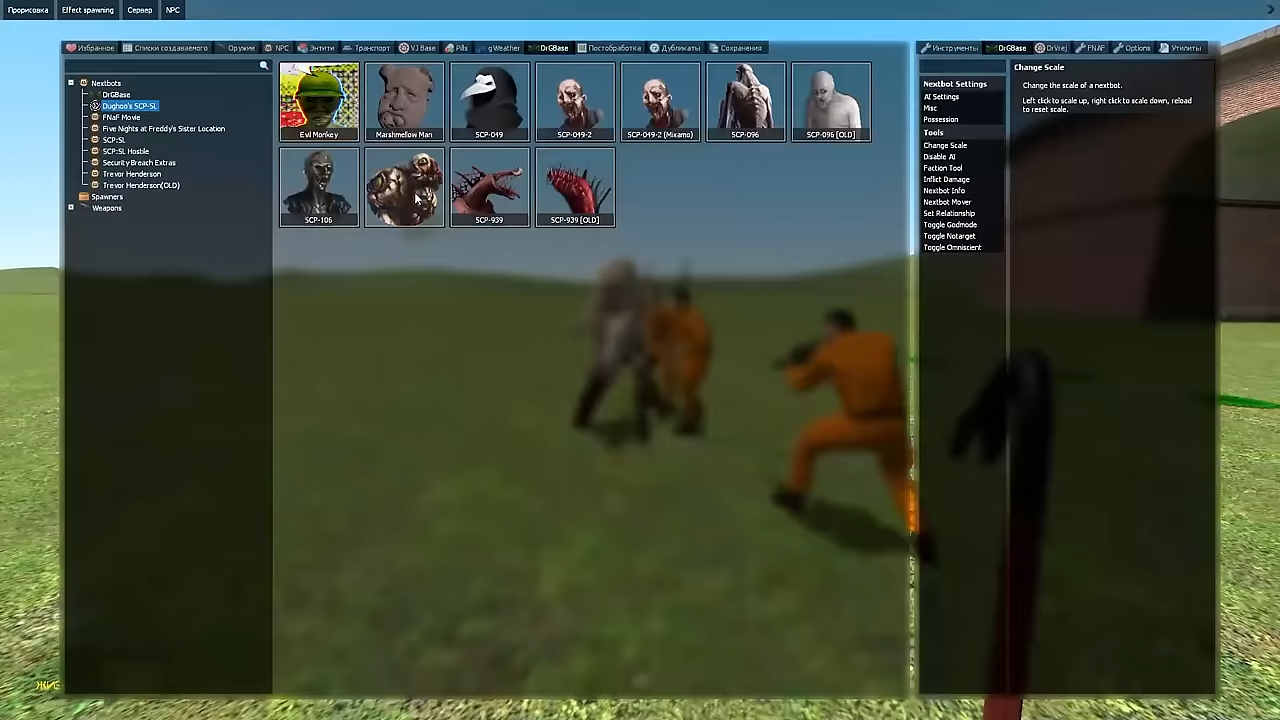 Прорисовка Effect spawning Сервер NPC
Избранное Списки создаваемого Оружие NPC Энтити Транспорт VJ Base Pills gWeather DrGBase Постобработка Дубликаты Сохранения
Nextbots
DrGBase
Dughoo's SCP-SL
FNaF Movie
Five Nights at Freddy's Sister Location
SCP:SL
SCP:SL Hostile
Security Breach Extras
Trevor Henderson
Trevor Henderson(OLD)
Spawners
Weapons
Evil Monkey Marshmellow Man SCP-049 SCP-049-2 SCP-049-2 (Mixamo) SCP-096 SCP-096 [OLD]
SCP-106 SCP-939 SCP-939 [OLD]
Инструменты DrGBase DrVrej FNAF Options Утилиты
Nextbot Settings
AI Settings
Misc
Possession
Tools
Change Scale
Disable AI
Faction Tool
Inflict Damage
Nextbot Info
Nextbot Mover
Set Relationship
Toggle Godmode
Toggle Notarget
Toggle Omniscient
Change Scale
Change the scale of a nextbot.
Left click to scale up, right click to scale down, reload
to reset scale.